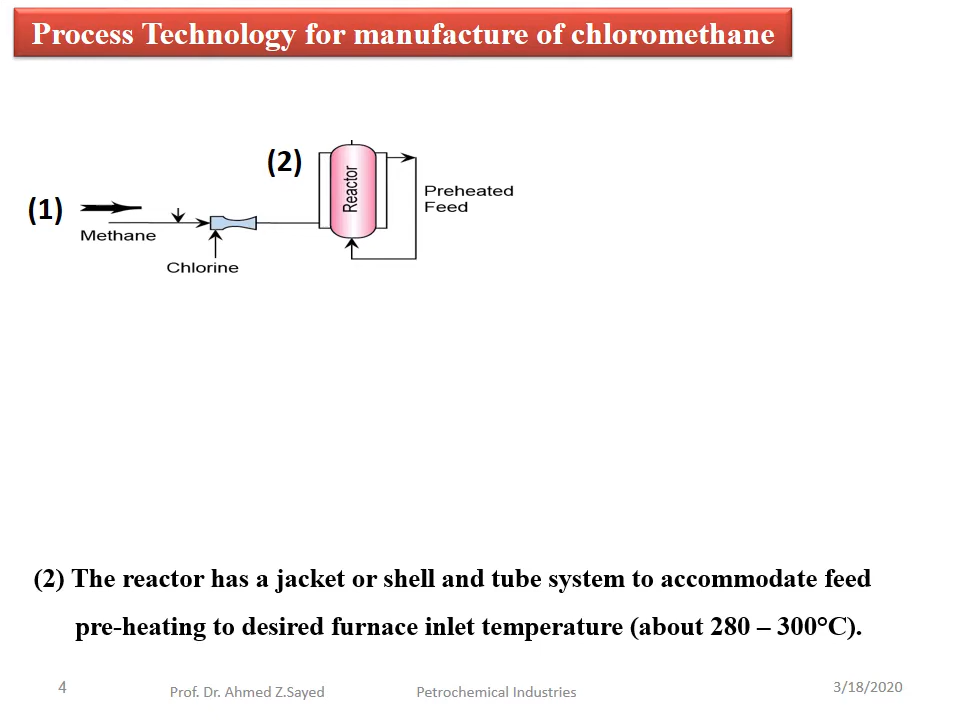 Process Technology for manufacture of chloromethane
(2)
Reactor
(1)
Preheated
Feed
Methane
Chlorine
(2) The reactor has a jacket or shell and tube system to accommodate feed
pre-heating to desired furnace inlet temperature (about 280 – 300°C).
4
Prof. Dr. Ahmed Z.Sayed
Petrochemical Industries
3/18/2020